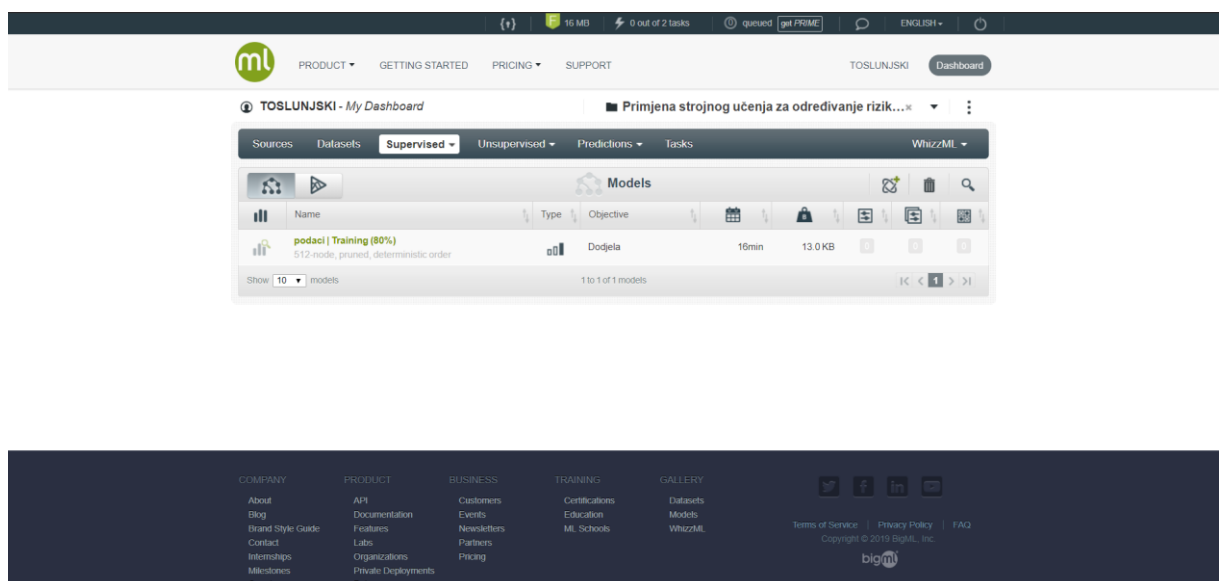 F 16 MB 0 out of 2 tasks 0 queued get PRIME ENGLISH
ml PRODUCT GETTING STARTED PRICING SUPPORT TOSLUNJSKI Dashboard
TOSLUNJSKI - My Dashboard Primjena strojnog učenja za određivanje rizik...×
Sources Datasets Supervised Unsupervised Predictions Tasks WhizzML
Models
Name Type Objective
podaci | Training (80%)
512-node, pruned, deterministic order
Dodjela 16min 13.0 KB 0 0 0
Show 10 models 1 to 1 of 1 models 1
COMPANY PRODUCT BUSINESS TRAINING GALLERY
About API Customers Certifications Datasets
Blog Documentation Events Education Models
Brand Style Guide Features Newsletters ML Schools WhizzML
Contact Labs Partners
Internships Organizations Pricing
Milestones Private Deployments
Terms of Service | Privacy Policy | FAQ
Copyright © 2019 BigML, Inc.
bigml